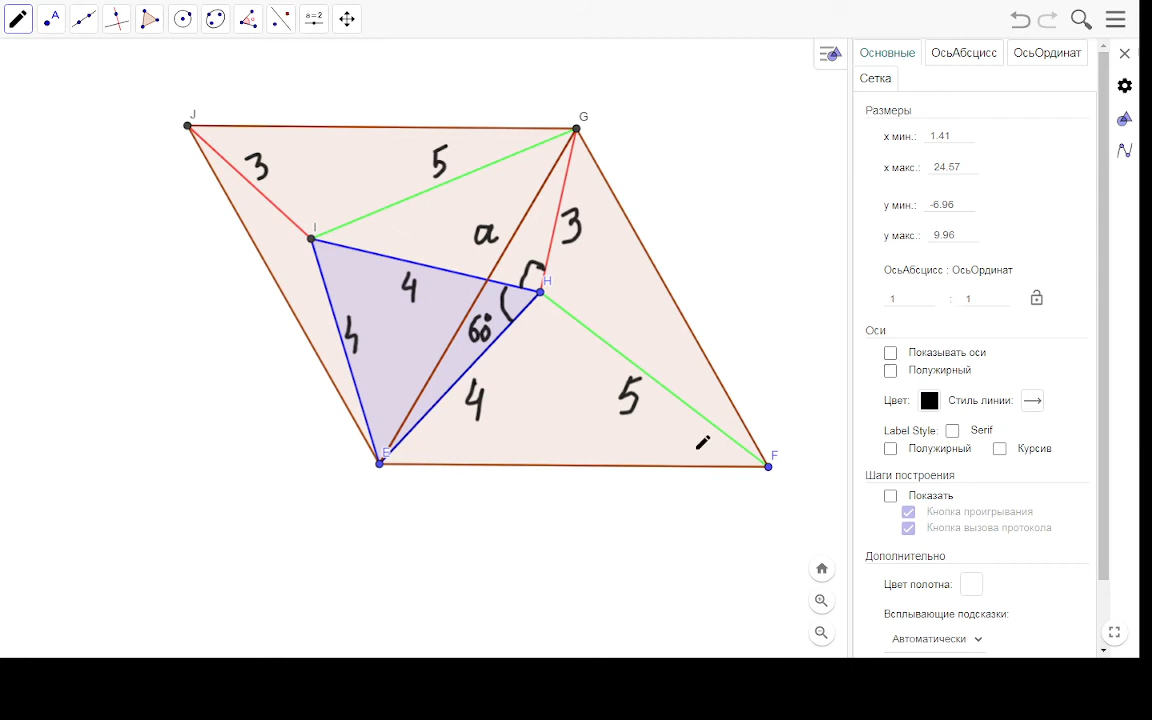 A
a=2
Основные
ОсьАбсцисс
ОсьОрдинат
Сетка
Размеры
x мин.: 1.41
x макс.: 24.57
y мин.: -6.96
y макс.: 9.96
ОсьАбсцисс : ОсьОрдинат
1 : 1
Оси
Показывать оси
Полужирный
Цвет: Стиль линии:
Label Style: Serif
Полужирный Курсив
Шаги построения
Показать
Кнопка проигрывания
Кнопка вызова протокола
Дополнительно
Цвет полотна:
Всплывающие подсказки:
Автоматически
J
G
3
5
a
3
I
H
4
4
60°
4
5
E
F